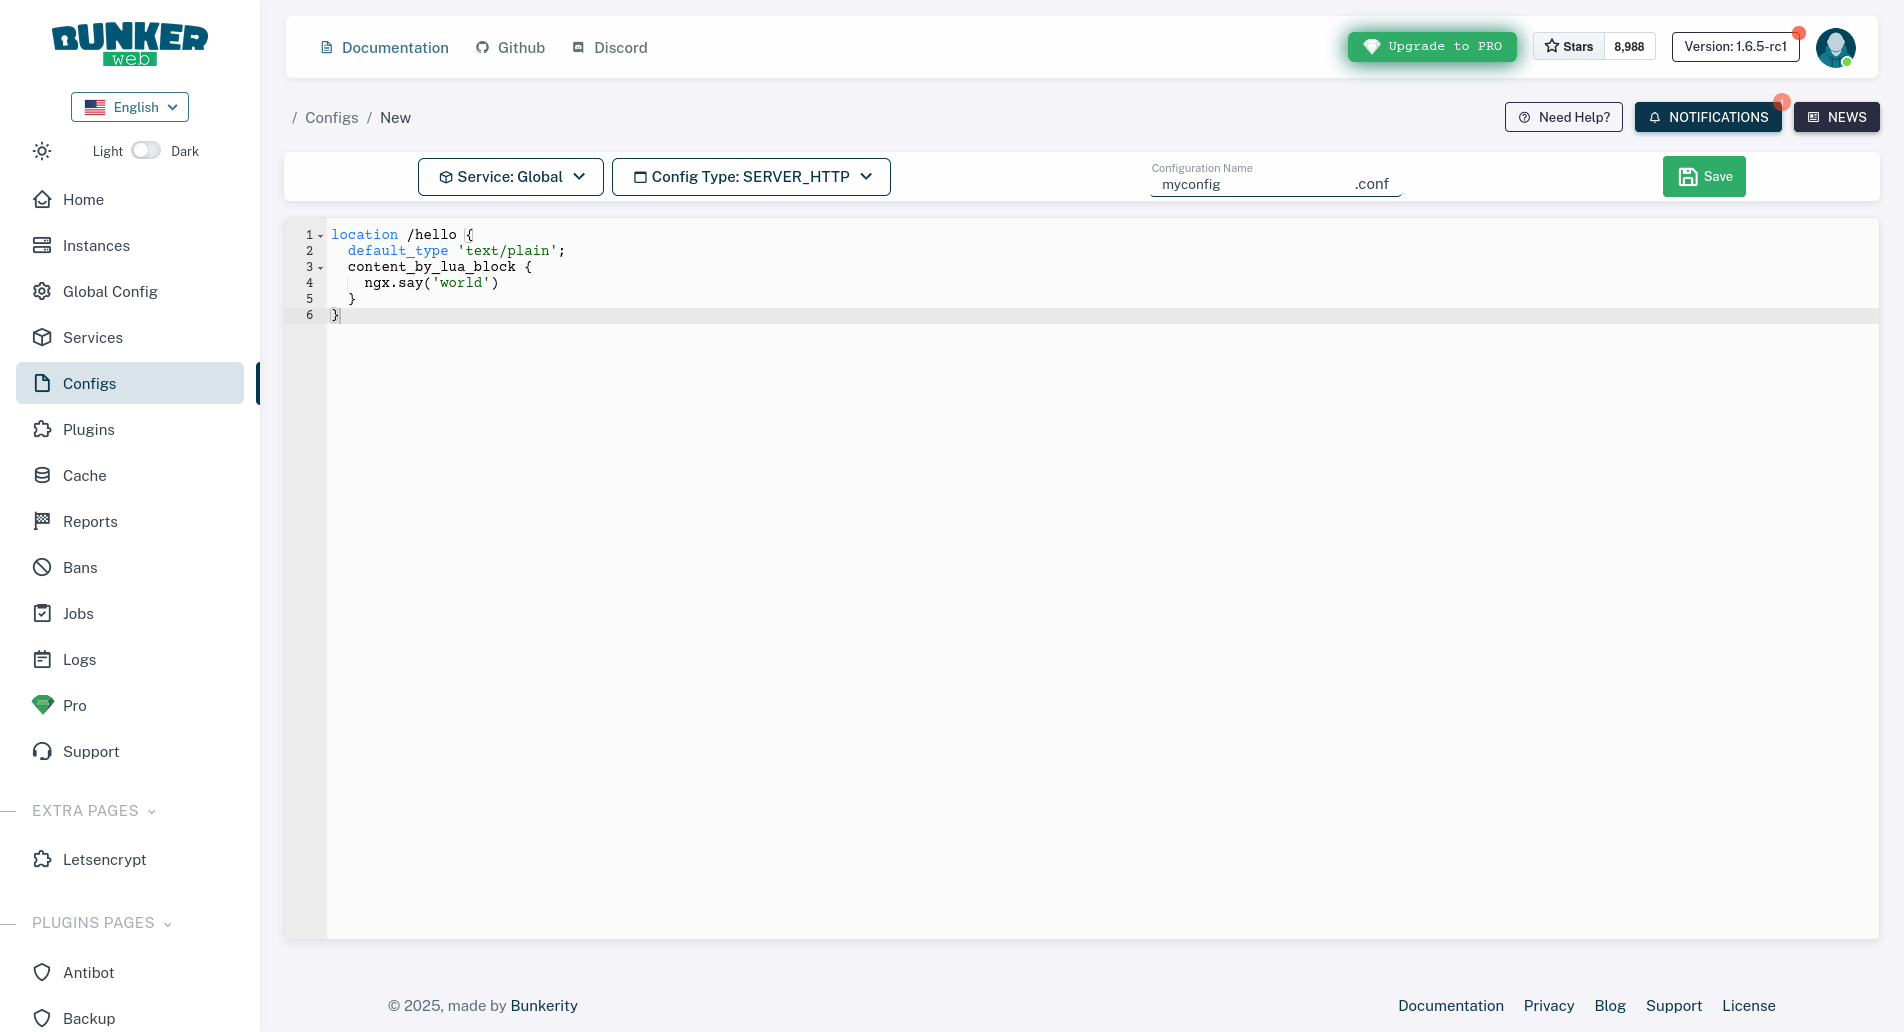 BUNKER
web
English
Light Dark
Home
Instances
Global Config
Services
Configs
Plugins
Cache
Reports
Bans
Jobs
Logs
Pro
Support
EXTRA PAGES
Letsencrypt
PLUGINS PAGES
Antibot
Backup
Documentation Github Discord
Upgrade to PRO Stars 8,988 Version: 1.6.5-rc1
/ Configs / New
Need Help? NOTIFICATIONS NEWS
Service: Global Config Type: SERVER_HTTP
Configuration Name
myconfig .conf
Save
1 location /hello {
2   default_type 'text/plain';
3   content_by_lua_block {
4     ngx.say('world')
5   }
6 }
© 2025, made by Bunkerity
Documentation Privacy Blog Support License